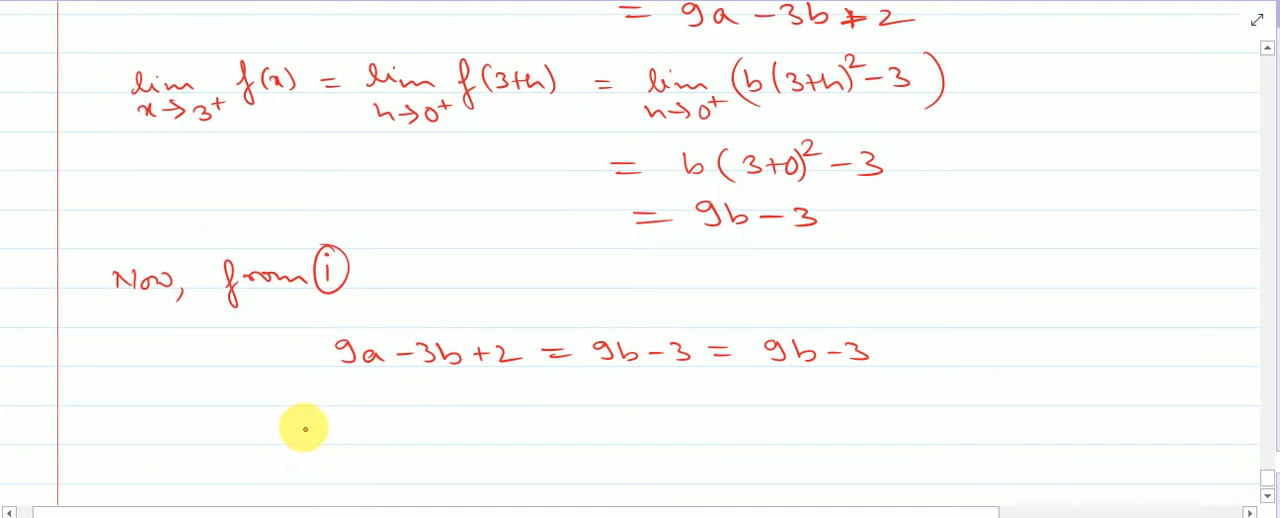 = 9a - 3b + 2
lim x→3⁺ f(x) = lim h→0⁺ f(3+h) = lim h→0⁺ (b(3+h)² - 3)
= b(3+0)² - 3
= 9b - 3
Now, from (i)
9a - 3b + 2 = 9b - 3 = 9b - 3